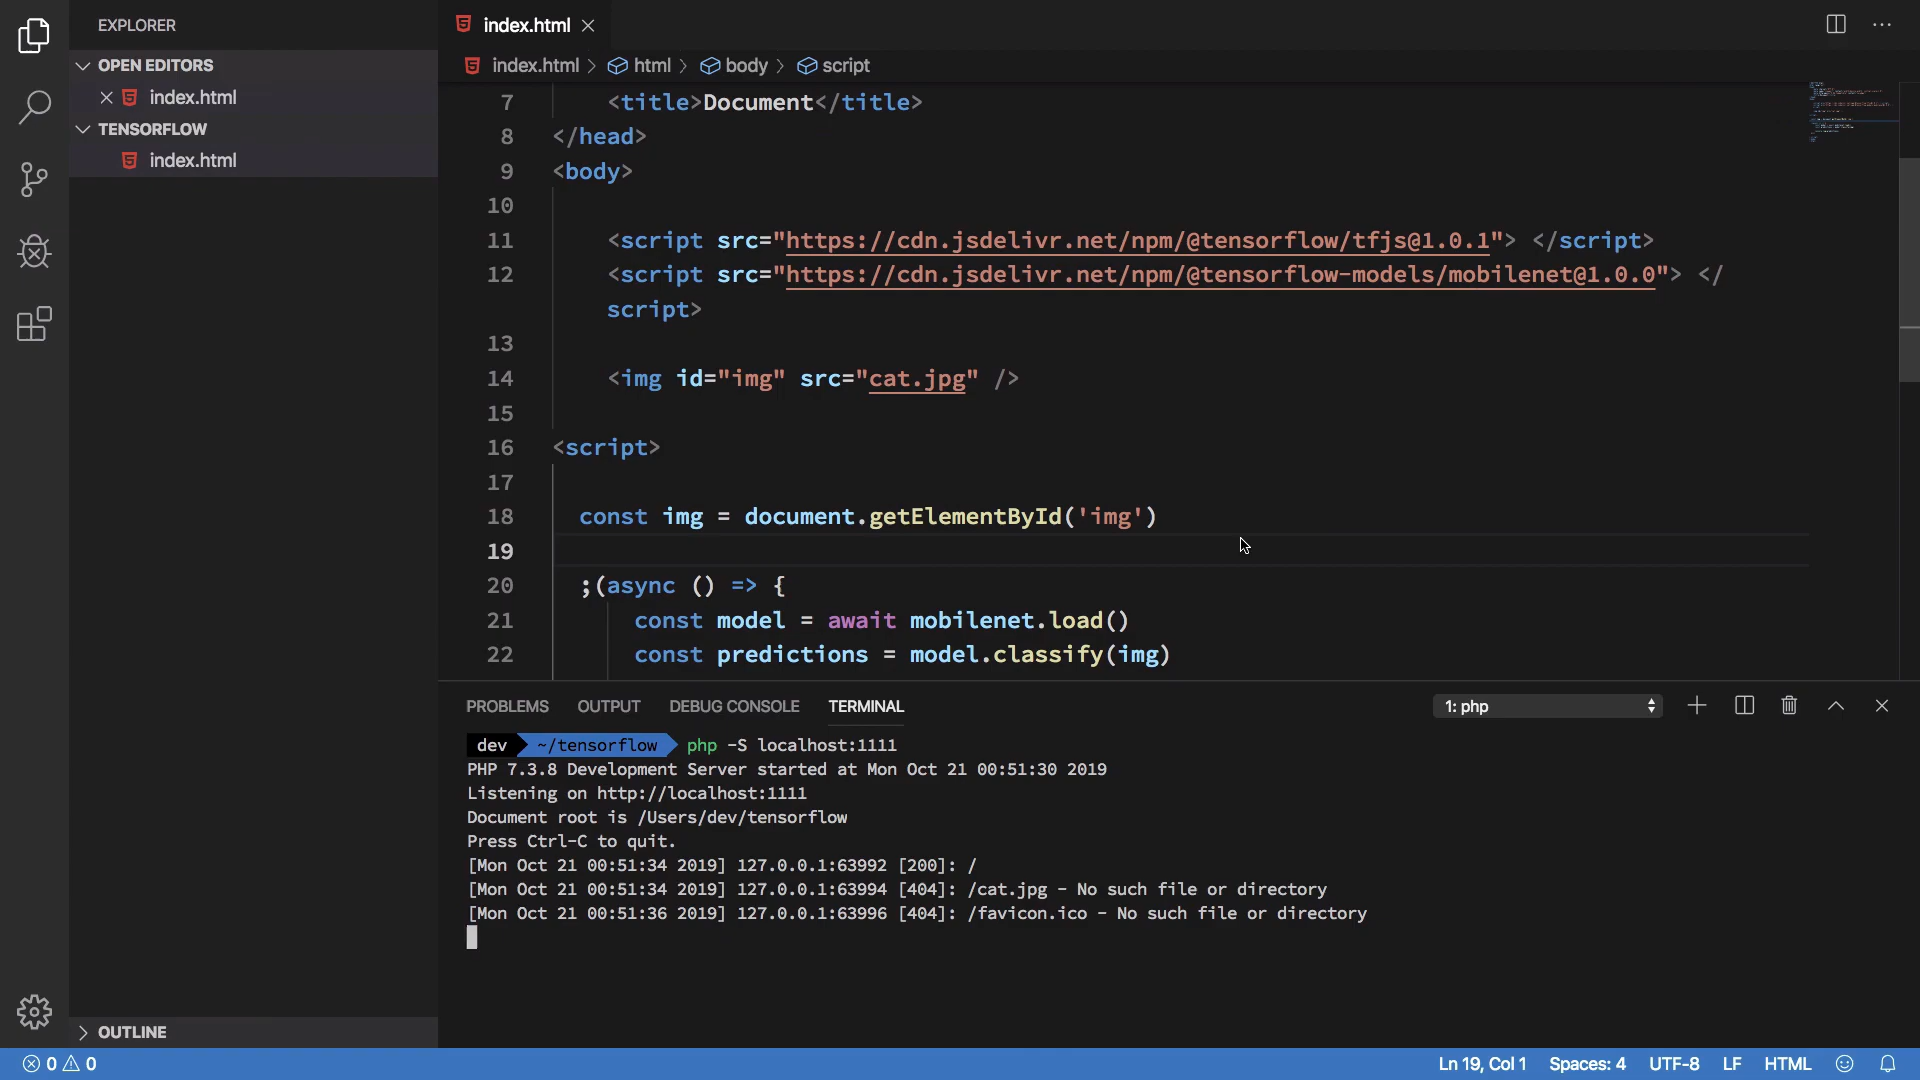 EXPLORER
OPEN EDITORS
index.html
TENSORFLOW
index.html
OUTLINE
index.html
index.html > html > body > script
7 <title>Document</title>
8 </head>
9 <body>
10
11 <script src="https://cdn.jsdelivr.net/npm/@tensorflow/tfjs@1.0.1"> </script>
12 <script src="https://cdn.jsdelivr.net/npm/@tensorflow-models/mobilenet@1.0.0"> </
script>
13
14 <img id="img" src="cat.jpg" />
15
16 <script>
17
18 const img = document.getElementById('img')
19
20 ;(async () => {
21 const model = await mobilenet.load()
22 const predictions = model.classify(img)
PROBLEMS OUTPUT DEBUG CONSOLE TERMINAL 1: php
dev ~/tensorflow php -S localhost:1111
PHP 7.3.8 Development Server started at Mon Oct 21 00:51:30 2019
Listening on http://localhost:1111
Document root is /Users/dev/tensorflow
Press Ctrl-C to quit.
[Mon Oct 21 00:51:34 2019] 127.0.0.1:63992 [200]: /
[Mon Oct 21 00:51:34 2019] 127.0.0.1:63994 [404]: /cat.jpg - No such file or directory
[Mon Oct 21 00:51:36 2019] 127.0.0.1:63996 [404]: /favicon.ico - No such file or directory
0 0 Ln 19, Col 1 Spaces: 4 UTF-8 LF HTML